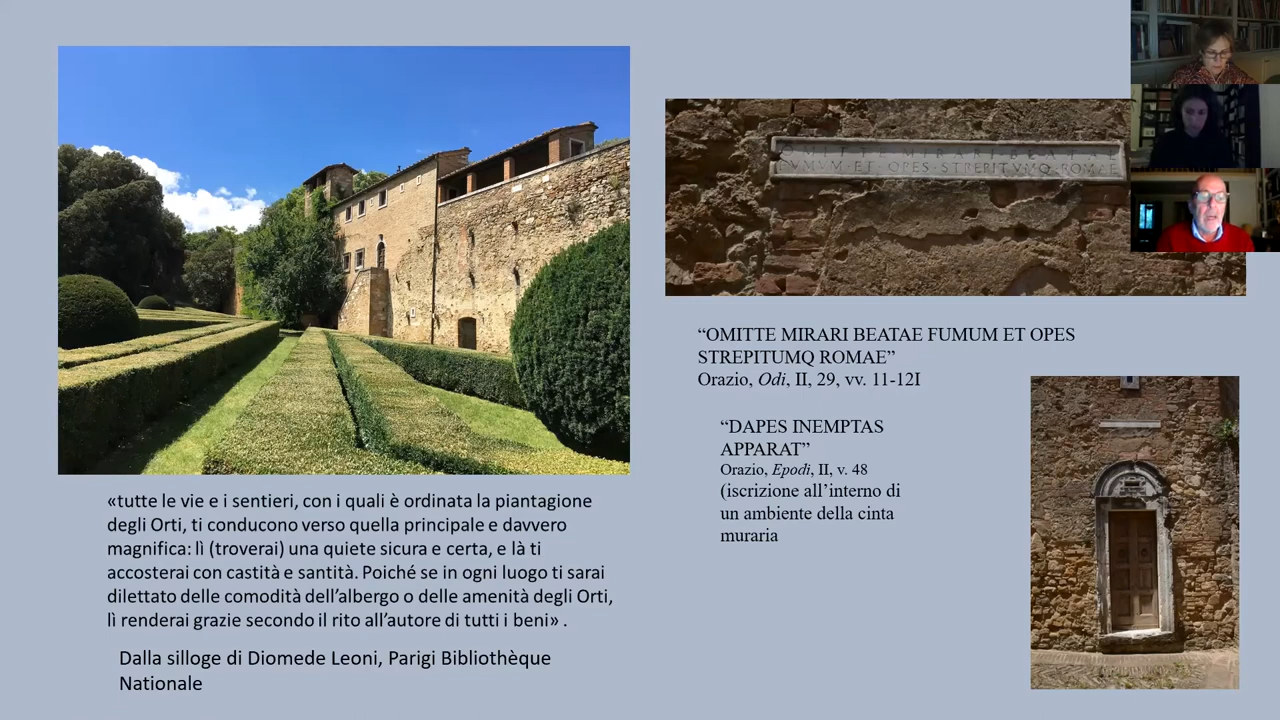 OMITT MIRARI BEAT
VMVM ET OPES STREPITVMQ ROMAE
“OMITTE MIRARI BEATAE FUMUM ET OPES
STREPITUMQ ROMAE”
Orazio, Odi, II, 29, vv. 11-12I
“DAPES INEMPTAS
APPARAT”
Orazio, Epodi, II, v. 48
(iscrizione all’interno di
un ambiente della cinta
muraria
«tutte le vie e i sentieri, con i quali è ordinata la piantagione
degli Orti, ti conducono verso quella principale e davvero
magnifica: lì (troverai) una quiete sicura e certa, e là ti
accosterai con castità e santità. Poiché se in ogni luogo ti sarai
dilettato delle comodità dell’albergo o delle amenità degli Orti,
lì renderai grazie secondo il rito all’autore di tutti i beni» .
Dalla silloge di Diomede Leoni, Parigi Bibliothèque
Nationale